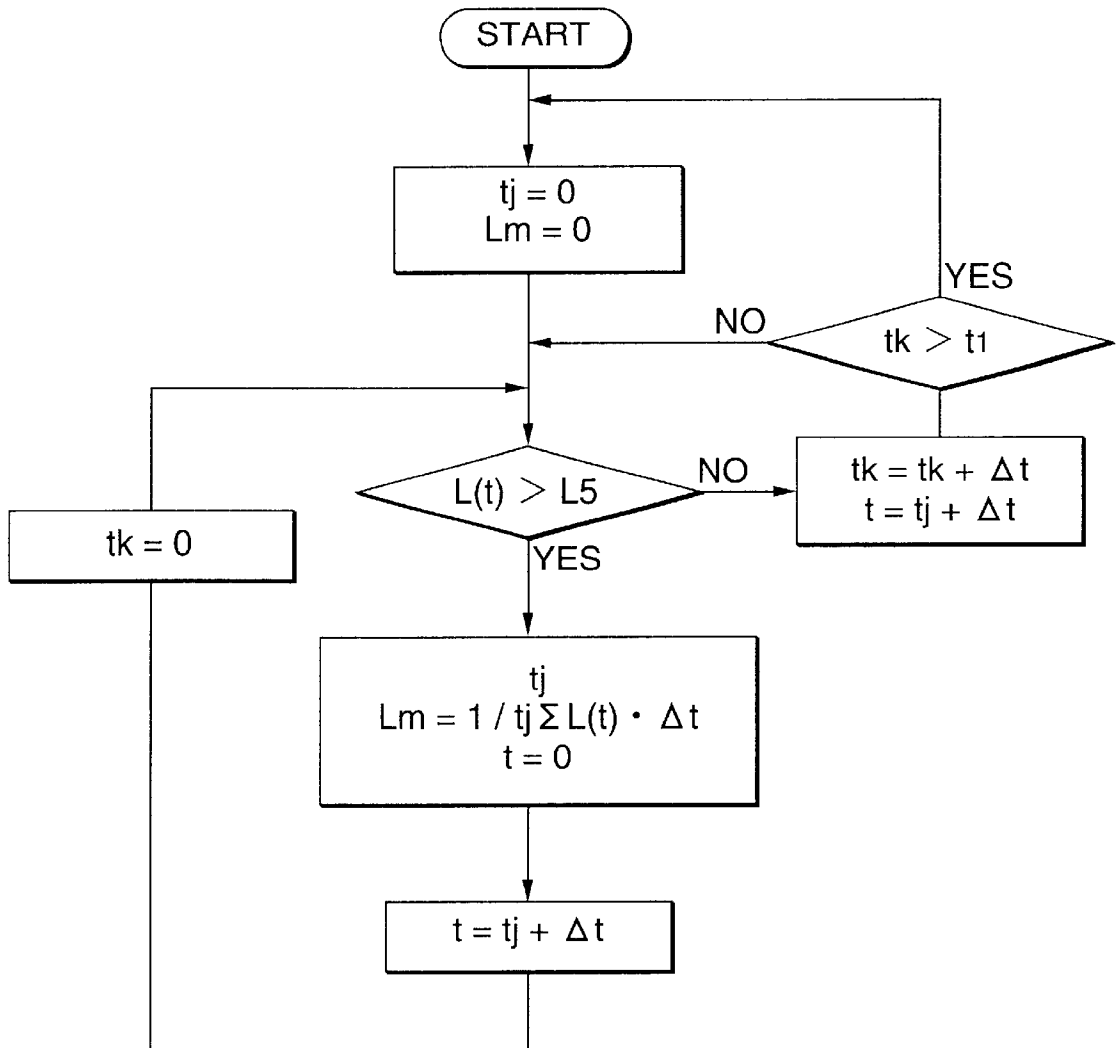 START
tj = 0
Lm = 0
YES
NO
tk > t1
L(t) > L5
NO
tk = tk + Δt
t = tj + Δt
tk = 0
YES
tj
Lm = 1 / tj Σ L(t) · Δt
t = 0
t = tj + Δt